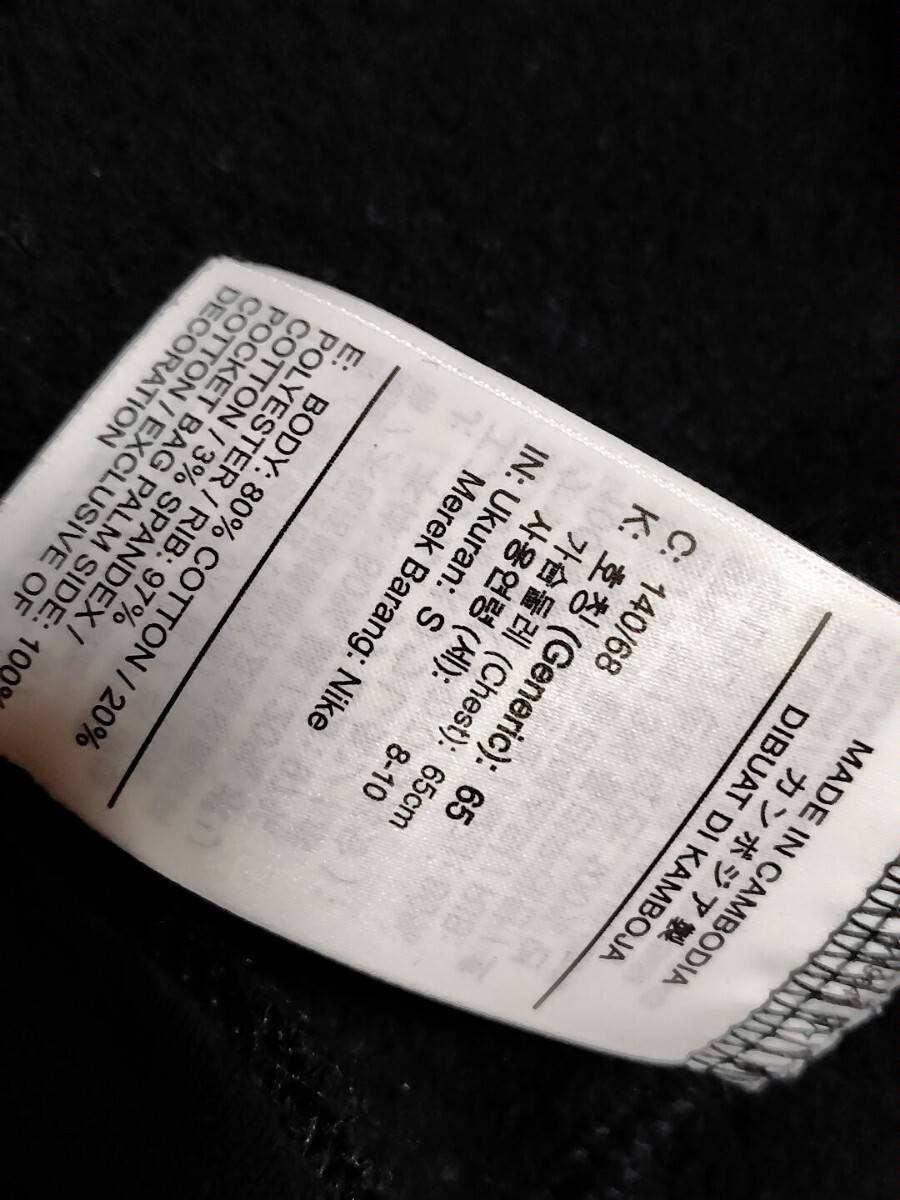 MADE IN CAMBODIA
カンボジア製
DIBUAT DI KAMBOJA
C: 140/68
K: 호칭 (Generic): 65
가슴둘레 (Chest): 65cm
사용연령 (세): 8-10
IN: Ukuran: S
Merek Barang: Nike
E: BODY: 80% COTTON / 20%
POLYESTER / RIB: 97%
COTTON / 3% SPANDEX /
POCKET BAG PALM SIDE: 100%
COTTON / EXCLUSIVE OF
DECORATION